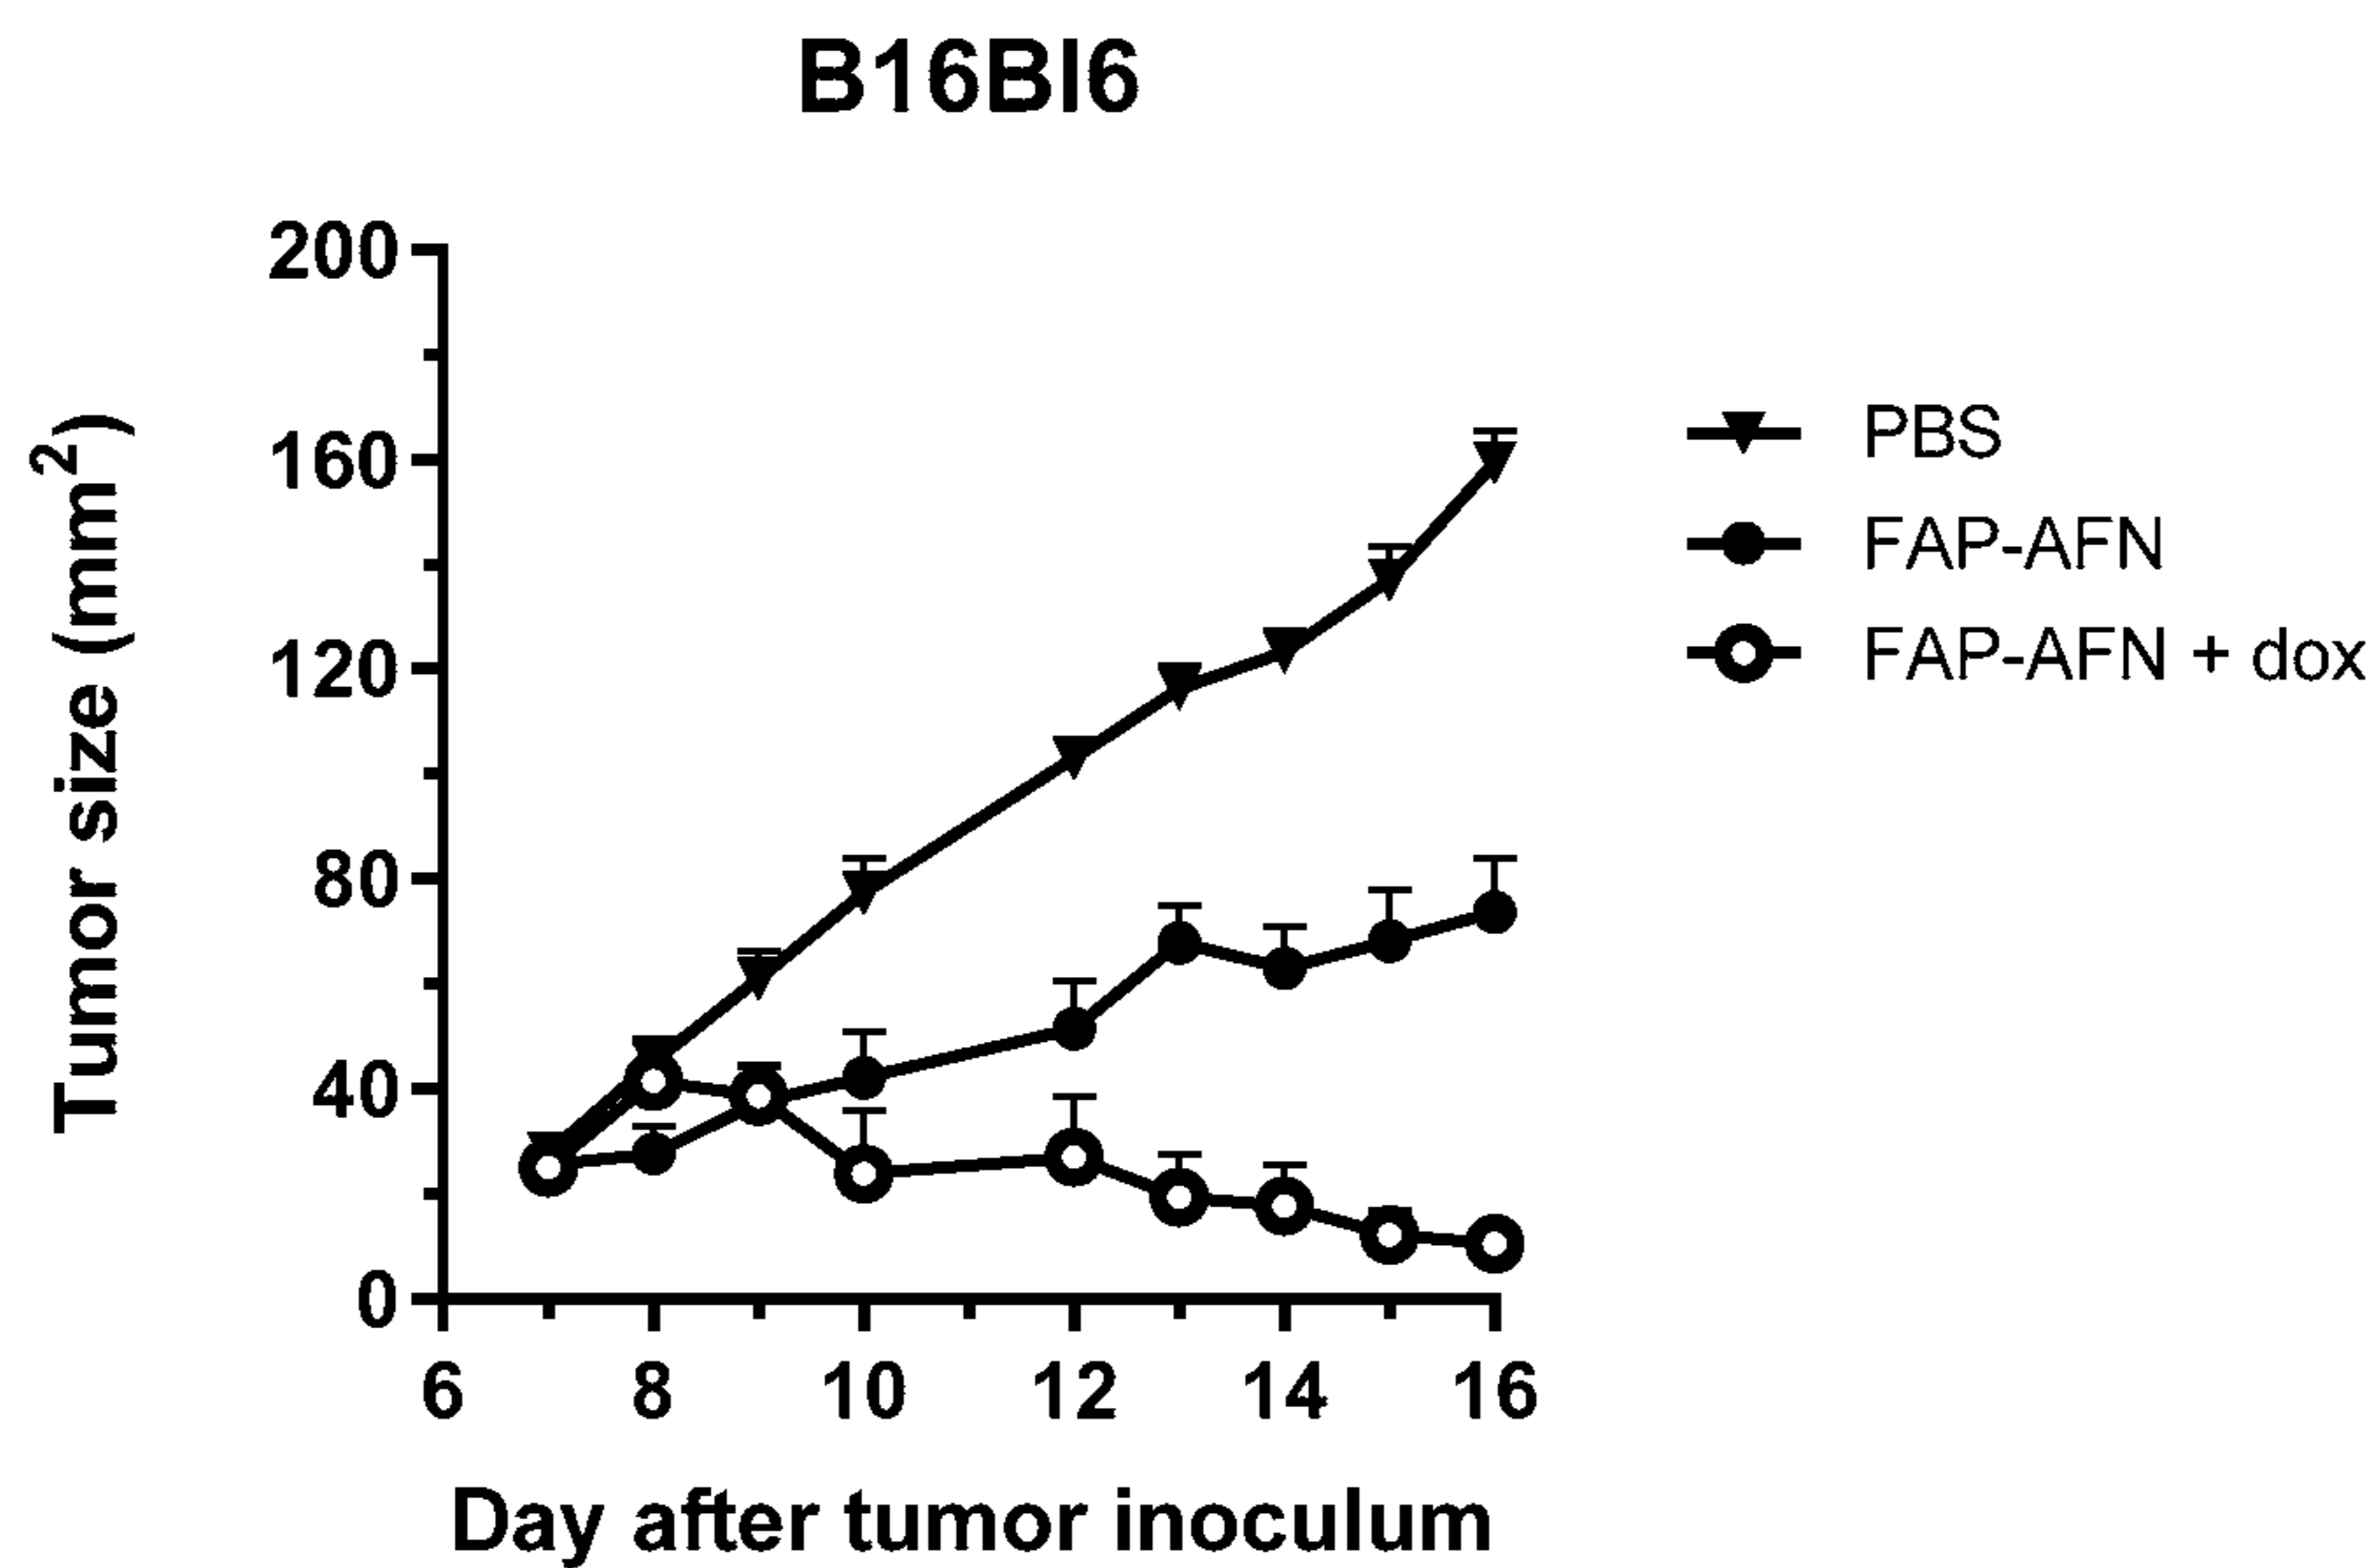 B16Bl6
Tumor size (mm²)
200
160
120
80
40
0
6 8 10 12 14 16
Day after tumor inoculum
PBS
FAP-AFN
FAP-AFN + dox